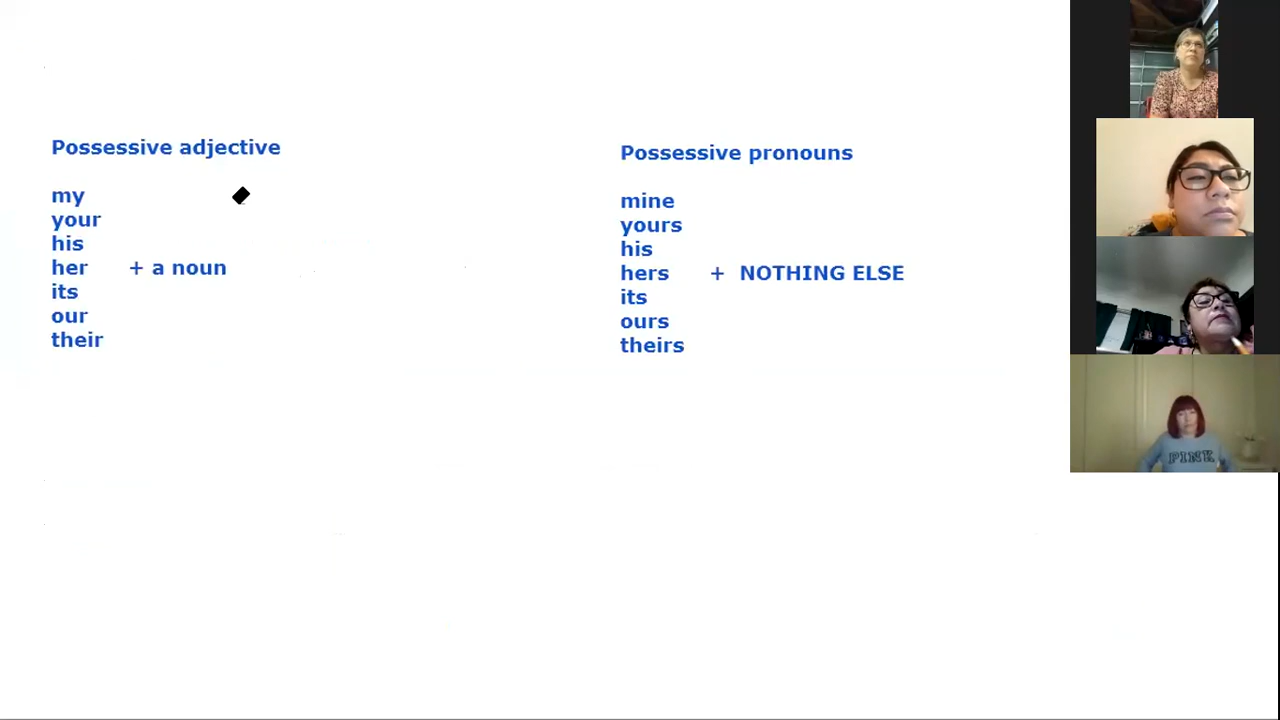 Possessive adjective
my
your
his
her + a noun
its
our
their
Possessive pronouns
mine
yours
his
hers + NOTHING ELSE
its
ours
theirs
PINK